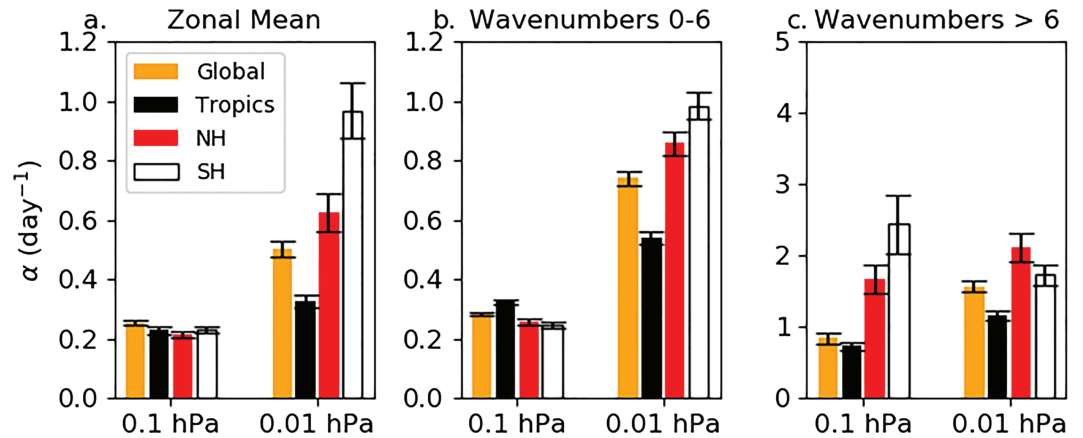 a. Zonal Mean
b. Wavenumbers 0-6
c. Wavenumbers > 6
1.2
1.0
0.8
0.6
0.4
0.2
0.0
α (day⁻¹)
Global
Tropics
NH
SH
0.1 hPa 0.01 hPa
1.2
1.0
0.8
0.6
0.4
0.2
0.0
0.1 hPa 0.01 hPa
5
4
3
2
1
0
0.1 hPa 0.01 hPa